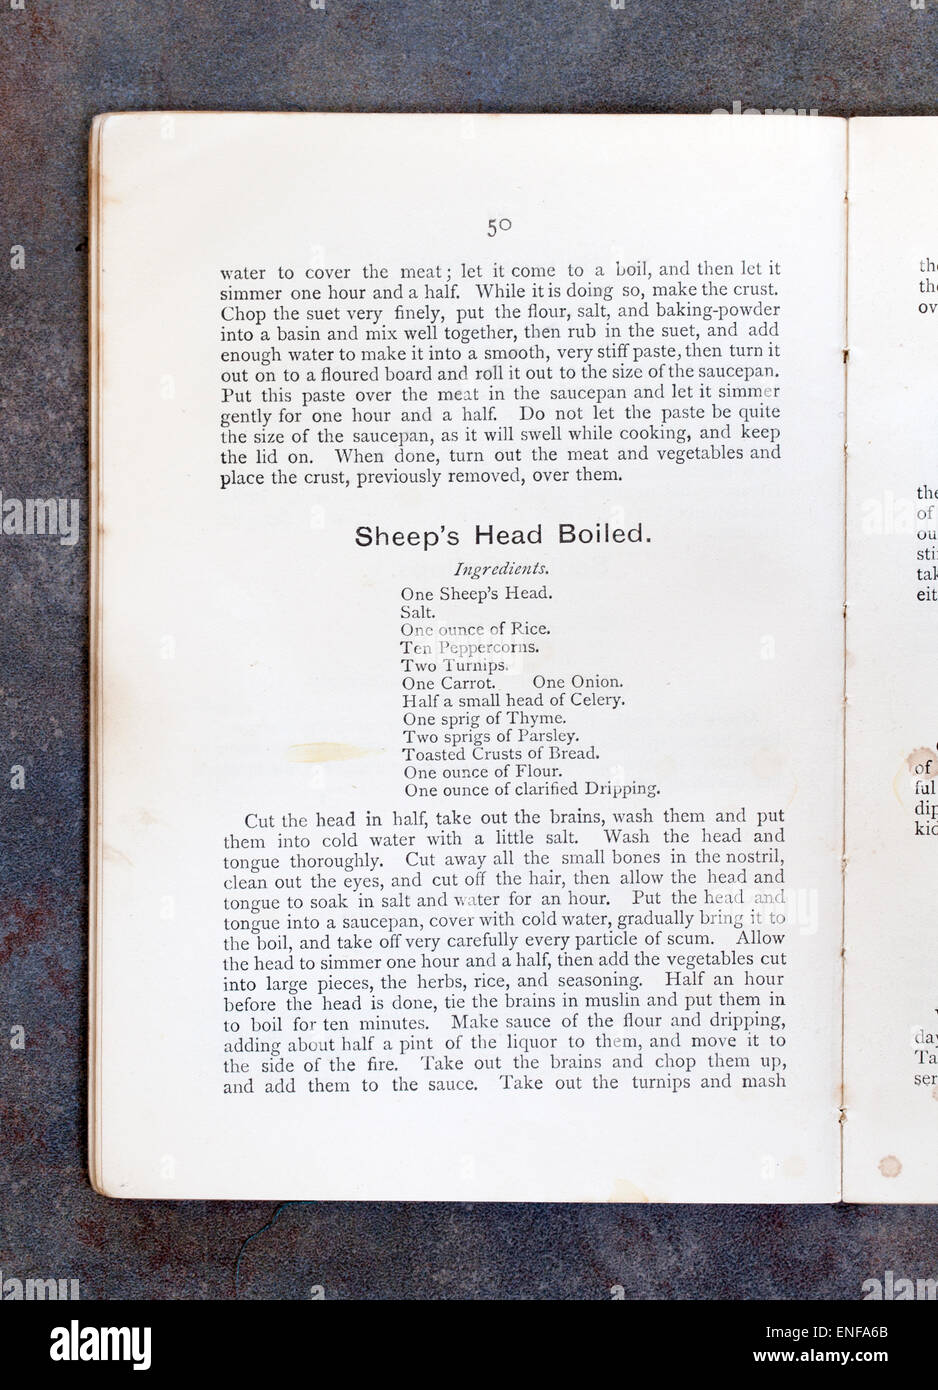 50
water to cover the meat; let it come to a boil, and then let it
simmer one hour and a half. While it is doing so, make the crust.
Chop the suet very finely, put the flour, salt, and baking-powder
into a basin and mix well together, then rub in the suet, and add
enough water to make it into a smooth, very stiff paste, then turn it
out on to a floured board and roll it out to the size of the saucepan.
Put this paste over the meat in the saucepan and let it simmer
gently for one hour and a half. Do not let the paste be quite
the size of the saucepan, as it will swell while cooking, and keep
the lid on. When done, turn out the meat and vegetables and
place the crust, previously removed, over them.
Sheep's Head Boiled.
Ingredients.
One Sheep's Head.
Salt.
One ounce of Rice.
Ten Peppercorns.
Two Turnips.
One Carrot. One Onion.
Half a small head of Celery.
One sprig of Thyme.
Two sprigs of Parsley.
Toasted Crusts of Bread.
One ounce of Flour.
One ounce of clarified Dripping.
Cut the head in half, take out the brains, wash them and put
them into cold water with a little salt. Wash the head and
tongue thoroughly. Cut away all the small bones in the nostril,
clean out the eyes, and cut off the hair, then allow the head and
tongue to soak in salt and water for an hour. Put the head and
tongue into a saucepan, cover with cold water, gradually bring it to
the boil, and take off very carefully every particle of scum. Allow
the head to simmer one hour and a half, then add the vegetables cut
into large pieces, the herbs, rice, and seasoning. Half an hour
before the head is done, tie the brains in muslin and put them in
to boil for ten minutes. Make sauce of the flour and dripping,
adding about half a pint of the liquor to them, and move it to
the side of the fire. Take out the brains and chop them up,
and add them to the sauce. Take out the turnips and mash
of
of
ful
alamy
Image ID: ENFA6B
www.alamy.com